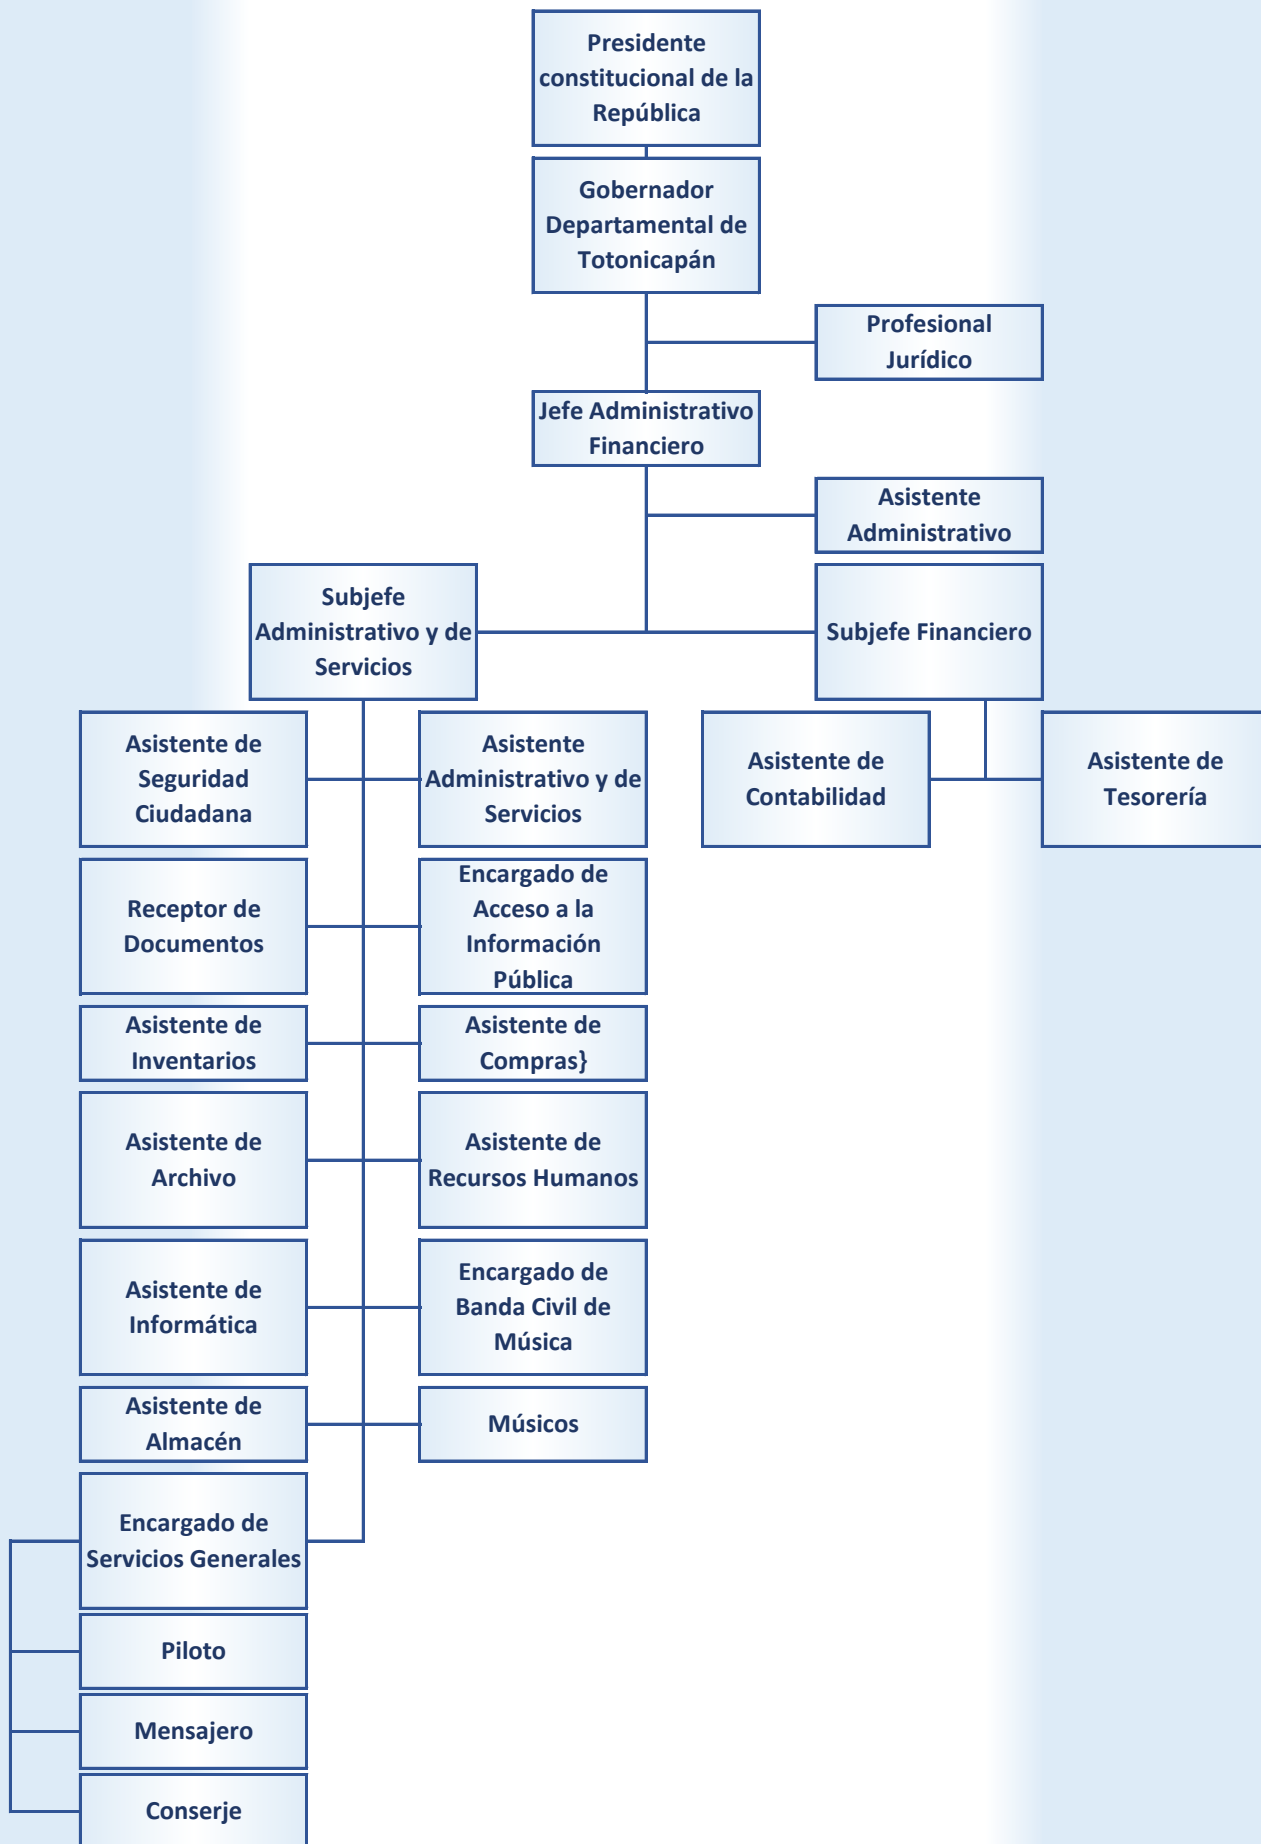 Presidente
constitucional de la
República
Gobernador
Departamental de
Totonicapán
Profesional
Jurídico
Jefe Administrativo
Financiero
Asistente
Administrativo
Subjefe
Administrativo y de
Servicios
Subjefe Financiero
Asistente de
Seguridad
Ciudadana
Asistente
Administrativo y de
Servicios
Asistente de
Contabilidad
Asistente de
Tesorería
Receptor de
Documentos
Encargado de
Acceso a la
Información
Pública
Asistente de
Inventarios
Asistente de
Compras}
Asistente de
Archivo
Asistente de
Recursos Humanos
Asistente de
Informática
Encargado de
Banda Civil de
Música
Asistente de
Almacén
Músicos
Encargado de
Servicios Generales
Piloto
Mensajero
Conserje